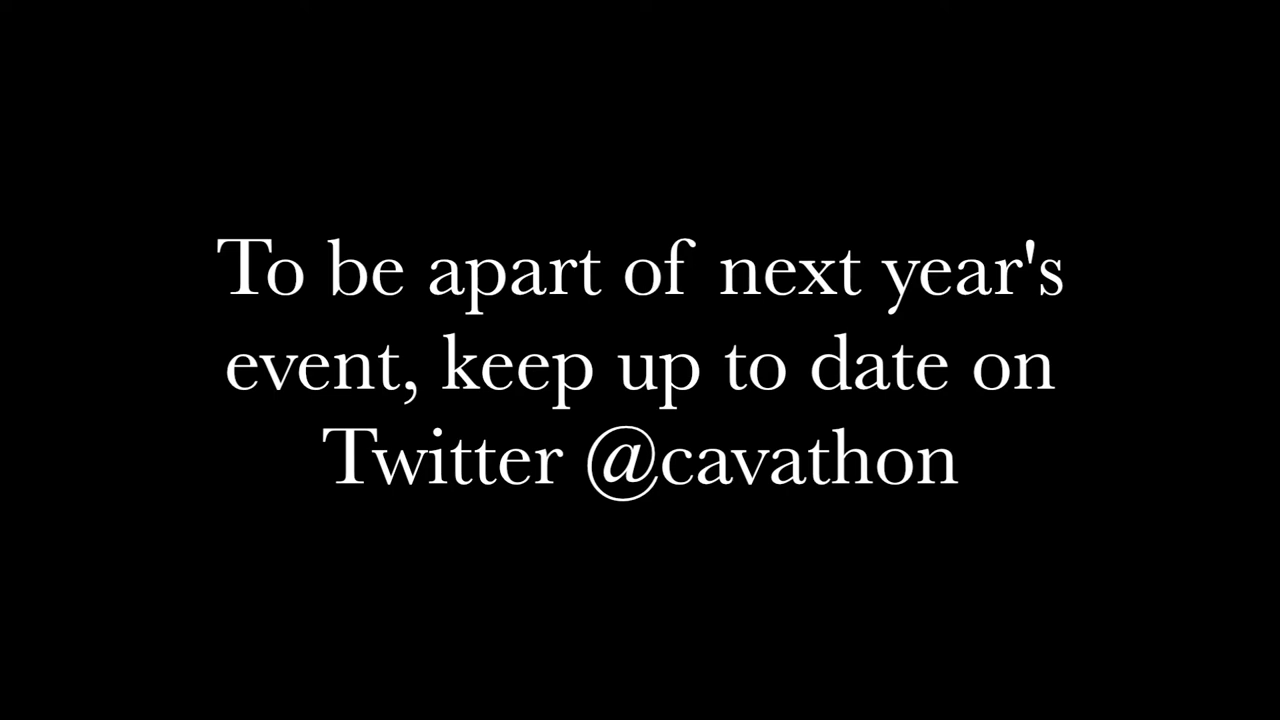 To be apart of next year's
event, keep up to date on
Twitter @cavathon